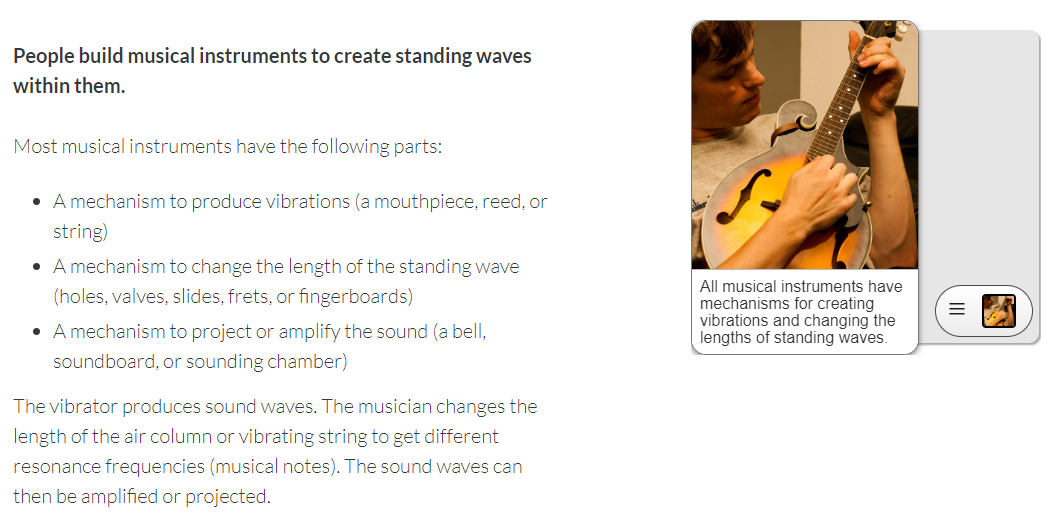 People build musical instruments to create standing waves
within them.
Most musical instruments have the following parts:
• A mechanism to produce vibrations (a mouthpiece, reed, or
string)
• A mechanism to change the length of the standing wave
(holes, valves, slides, frets, or fingerboards)
• A mechanism to project or amplify the sound (a bell,
soundboard, or sounding chamber)
The vibrator produces sound waves. The musician changes the
length of the air column or vibrating string to get different
resonance frequencies (musical notes). The sound waves can
then be amplified or projected.
All musical instruments have
mechanisms for creating
vibrations and changing the
lengths of standing waves.